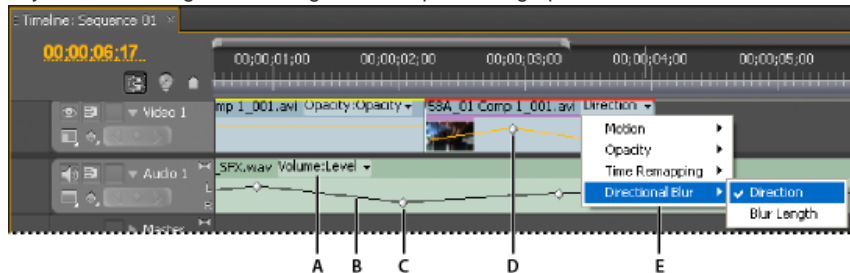 Timeline: Sequence 01 ×
00;00;06;17
00;00;01;00 00;00;02;00 00;00;03;00 00;00;04;00 00;00;05;00
Video 1
mp 1_001.avi Opacity:Opacity
58A_01 Comp 1_001.avi Direction
Motion
Opacity
Time Remapping
Directional Blur
Direction
Blur Length
Audio 1
_SFX.wav Volume:Level
L
R
Master
A B C D E